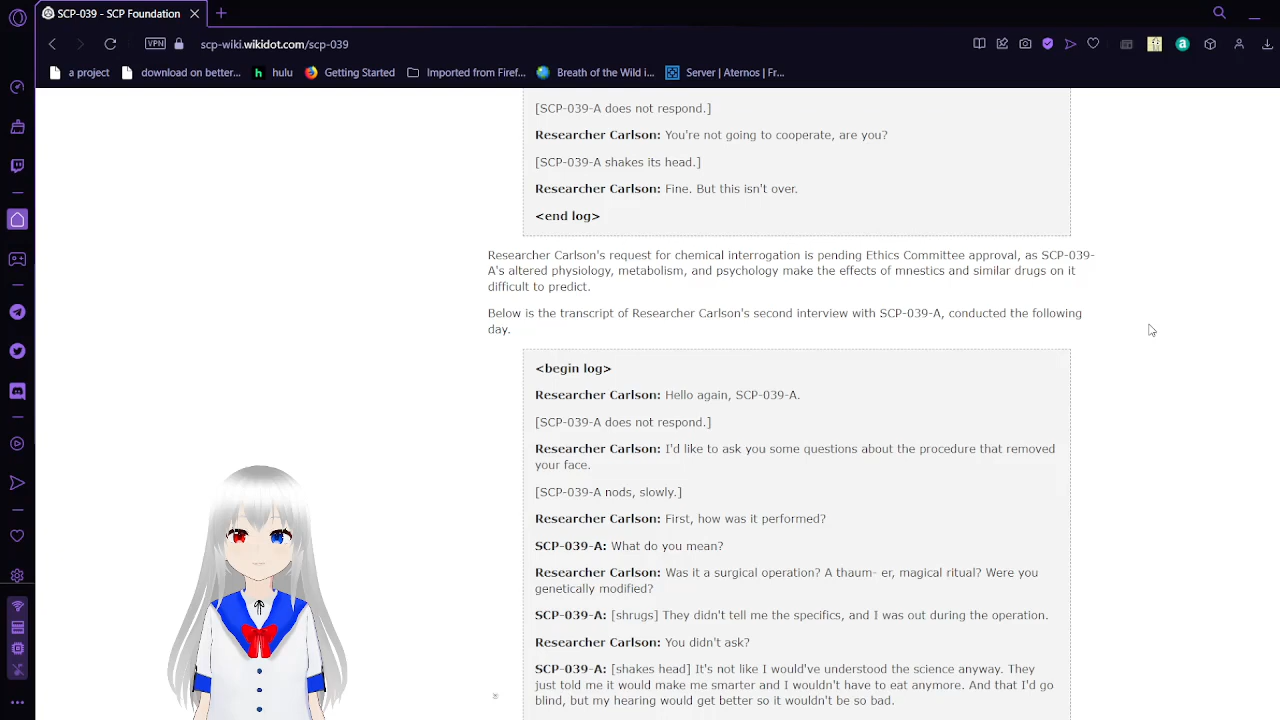 SCP-039 - SCP Foundation
VPN
scp-wiki.wikidot.com/scp-039
a project
download on better...
h
hulu
Getting Started
Imported from Firef...
Breath of the Wild i...
Server | Aternos | Fr...
[SCP-039-A does not respond.]
Researcher Carlson: You're not going to cooperate, are you?
[SCP-039-A shakes its head.]
Researcher Carlson: Fine. But this isn't over.
<end log>
Researcher Carlson's request for chemical interrogation is pending Ethics Committee approval, as SCP-039-
A's altered physiology, metabolism, and psychology make the effects of mnestics and similar drugs on it
difficult to predict.
Below is the transcript of Researcher Carlson's second interview with SCP-039-A, conducted the following
day.
<begin log>
Researcher Carlson: Hello again, SCP-039-A.
[SCP-039-A does not respond.]
Researcher Carlson: I'd like to ask you some questions about the procedure that removed
your face.
[SCP-039-A nods, slowly.]
Researcher Carlson: First, how was it performed?
SCP-039-A: What do you mean?
Researcher Carlson: Was it a surgical operation? A thaum- er, magical ritual? Were you
genetically modified?
SCP-039-A: [shrugs] They didn't tell me the specifics, and I was out during the operation.
Researcher Carlson: You didn't ask?
SCP-039-A: [shakes head] It's not like I would've understood the science anyway. They
just told me it would make me smarter and I wouldn't have to eat anymore. And that I'd go
blind, but my hearing would get better so it wouldn't be so bad.